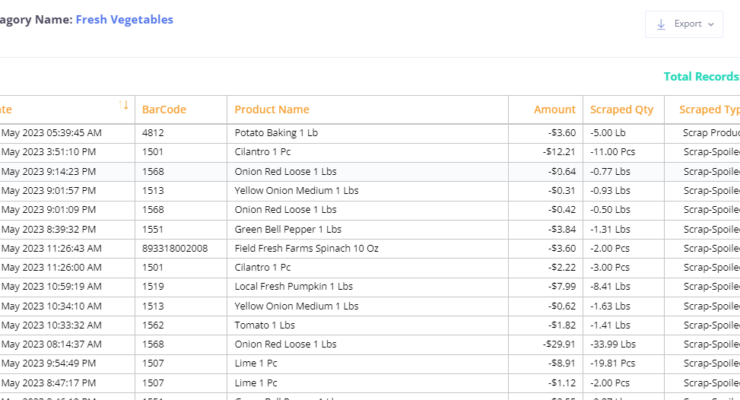 agory Name: Fresh Vegetables
Export
Total Records
te BarCode Product Name Amount Scraped Qty Scraped Typ
May 2023 05:39:45 AM 4812 Potato Baking 1 Lb -$3.60 -5.00 Lb Scrap Produc
May 2023 3:51:10 PM 1501 Cilantro 1 Pc -$12.21 -11.00 Pcs Scrap-Spoile
May 2023 9:14:23 PM 1568 Onion Red Loose 1 Lbs -$0.64 -0.77 Lbs Scrap-Spoile
May 2023 9:01:57 PM 1513 Yellow Onion Medium 1 Lbs -$0.31 -0.93 Lbs Scrap-Spoile
May 2023 9:01:09 PM 1568 Onion Red Loose 1 Lbs -$0.42 -0.50 Lbs Scrap-Spoile
May 2023 8:39:32 PM 1551 Green Bell Pepper 1 Lbs -$3.84 -1.31 Lbs Scrap-Spoile
May 2023 11:26:43 AM 893318002008 Field Fresh Farms Spinach 10 Oz -$3.60 -2.00 Pcs Scrap-Spoile
May 2023 11:26:00 AM 1501 Cilantro 1 Pc -$2.22 -3.00 Pcs Scrap-Spoile
May 2023 10:59:19 AM 1519 Local Fresh Pumpkin 1 Lbs -$7.99 -8.41 Lbs Scrap-Spoile
May 2023 10:34:10 AM 1513 Yellow Onion Medium 1 Lbs -$0.62 -1.63 Lbs Scrap-Spoile
May 2023 10:33:32 AM 1562 Tomato 1 Lbs -$1.82 -1.41 Lbs Scrap-Spoile
May 2023 08:14:37 AM 1568 Onion Red Loose 1 Lbs -$29.91 -33.99 Lbs Scrap-Spoile
May 2023 9:54:49 PM 1507 Lime 1 Pc -$8.91 -19.81 Pcs Scrap-Spoile
May 2023 8:47:17 PM 1507 Lime 1 Pc -$1.12 -2.00 Pcs Scrap-Spoile